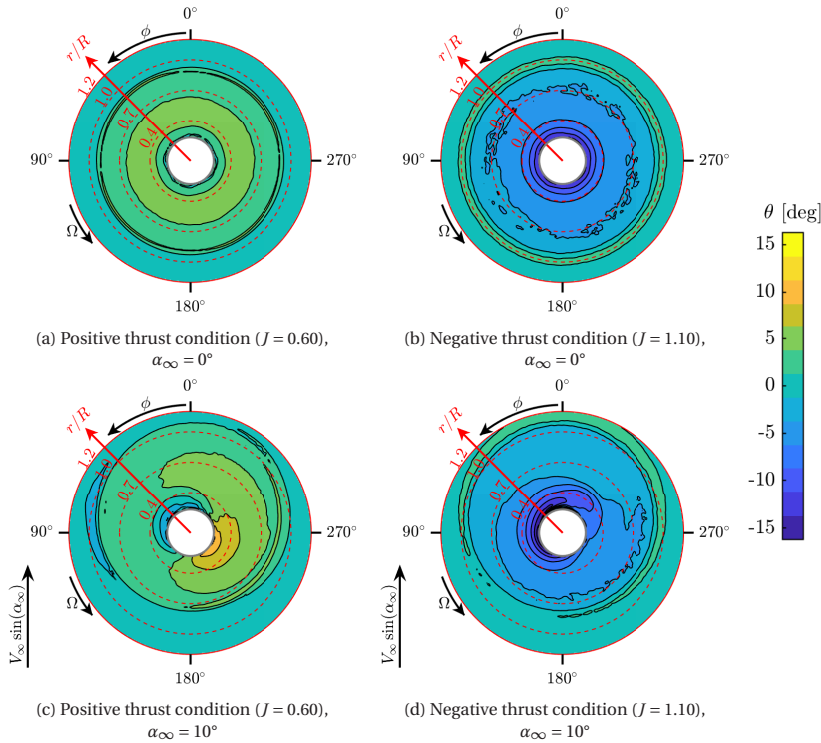 0°
ϕ
r/R
1.2
1.0
0.7
0.4
90°
270°
Ω
180°
(a) Positive thrust condition (J = 0.60),
α∞ = 0°
0°
ϕ
r/R
1.2
1.0
0.7
0.4
90°
270°
Ω
180°
(b) Negative thrust condition (J = 1.10),
α∞ = 0°
θ [deg]
15
10
5
0
-5
-10
-15
0°
ϕ
r/R
1.2
1.0
0.7
0.4
90°
270°
Ω
V∞ sin(α∞)
180°
(c) Positive thrust condition (J = 0.60),
α∞ = 10°
0°
ϕ
r/R
1.2
1.0
0.7
0.4
90°
270°
Ω
V∞ sin(α∞)
180°
(d) Negative thrust condition (J = 1.10),
α∞ = 10°